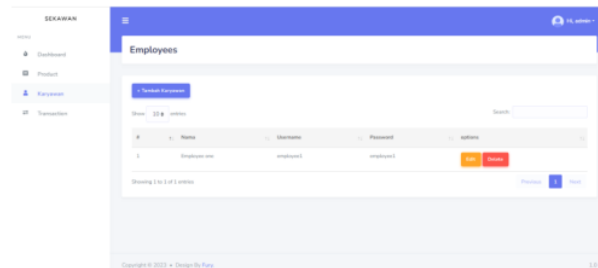 SEKAWAN
Hi, admin
MENU
Dashboard
Product
Karyawan
Transaction
Employees
+ Tambah Karyawan
Show 10 entries
Search:
# Nama Username Password options
1 Employee one employee1 employee1 Edit Delete
Showing 1 to 1 of 1 entries
Previous 1 Next
Copyright © 2023 Design By